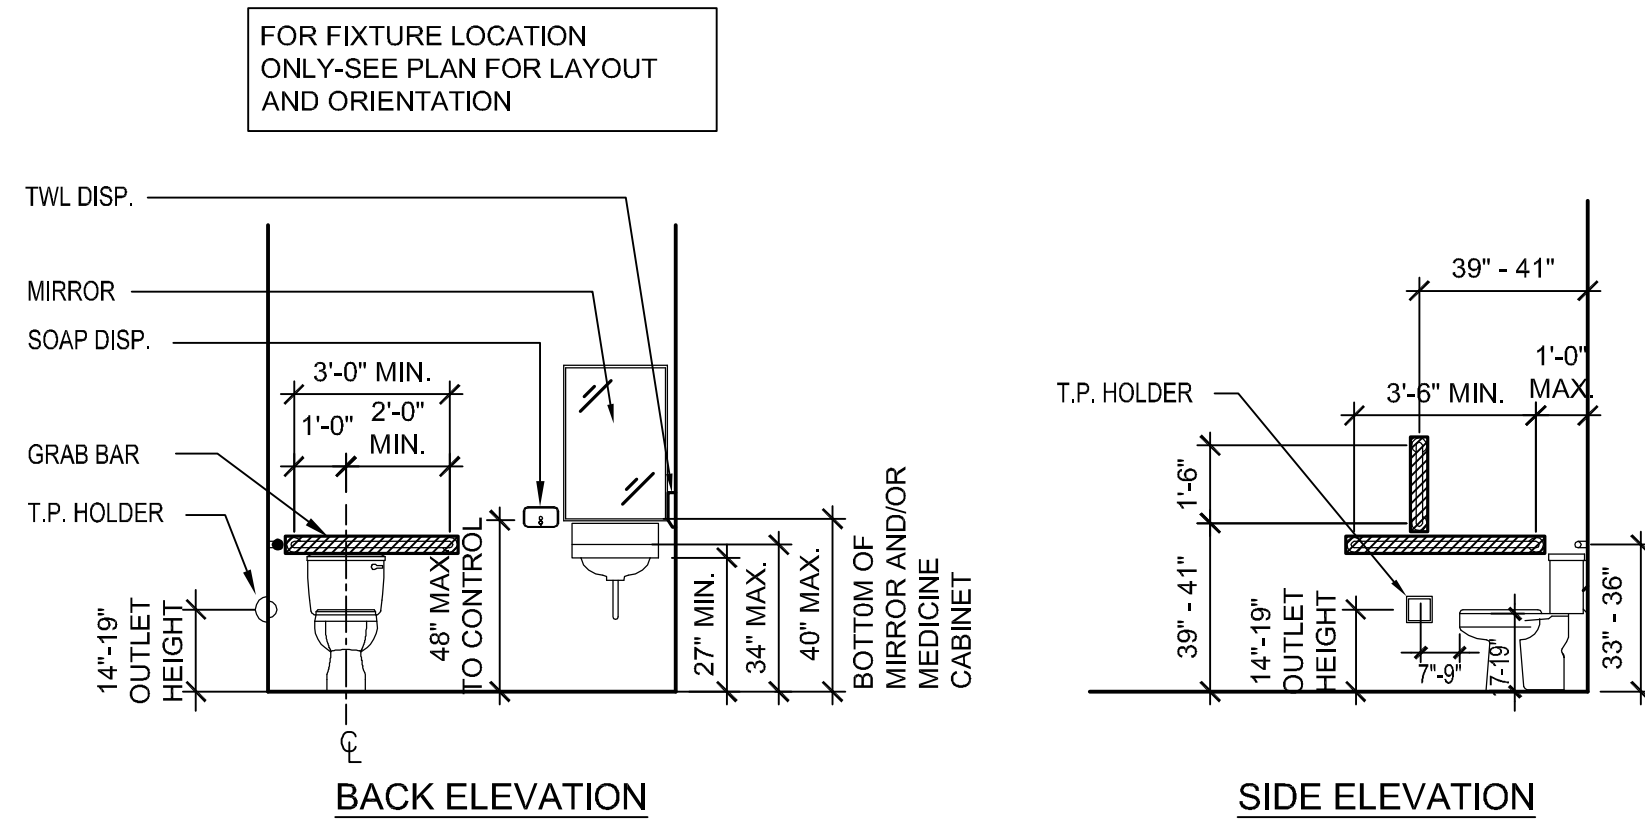 FOR FIXTURE LOCATION
ONLY-SEE PLAN FOR LAYOUT
AND ORIENTATION
TWL DISP.
MIRROR
SOAP DISP.
GRAB BAR
T.P. HOLDER
3'-0" MIN.
1'-0"
2'-0"
MIN.
14"-19"
OUTLET
HEIGHT
48" MAX.
TO CONTROL
27" MIN.
34" MAX.
40" MAX.
BOTTOM OF
MIRROR AND/OR
MEDICINE
CABINET
BACK ELEVATION
39" - 41"
1'-0"
MAX.
3'-6" MIN.
T.P. HOLDER
1'-6"
39" - 41"
14"-19"
OUTLET
HEIGHT
7"-9"
7-19"
33" - 36"
SIDE ELEVATION